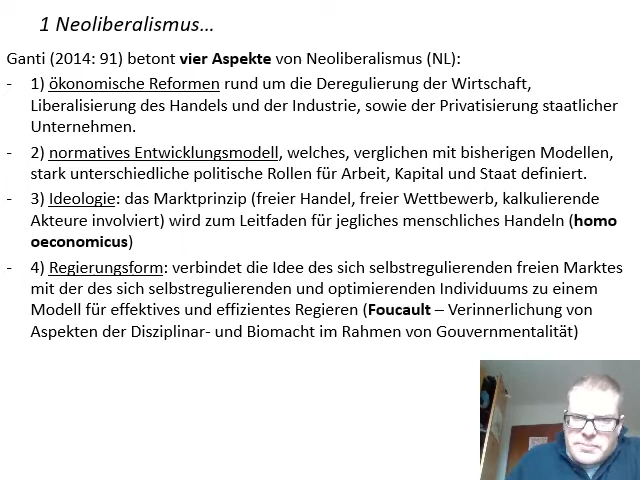 1 Neoliberalismus…
Ganti (2014: 91) betont vier Aspekte von Neoliberalismus (NL):
- 1) ökonomische Reformen rund um die Deregulierung der Wirtschaft,
Liberalisierung des Handels und der Industrie, sowie der Privatisierung staatlicher
Unternehmen.
- 2) normatives Entwicklungsmodell, welches, verglichen mit bisherigen Modellen,
stark unterschiedliche politische Rollen für Arbeit, Kapital und Staat definiert.
- 3) Ideologie: das Marktprinzip (freier Handel, freier Wettbewerb, kalkulierende
Akteure involviert) wird zum Leitfaden für jegliches menschliches Handeln (homo
oeconomicus)
- 4) Regierungsform: verbindet die Idee des sich selbstregulierenden freien Marktes
mit der des sich selbstregulierenden und optimierenden Individuums zu einem
Modell für effektives und effizientes Regieren (Foucault – Verinnerlichung von
Aspekten der Disziplinar- und Biomacht im Rahmen von Gouvernmentalität)